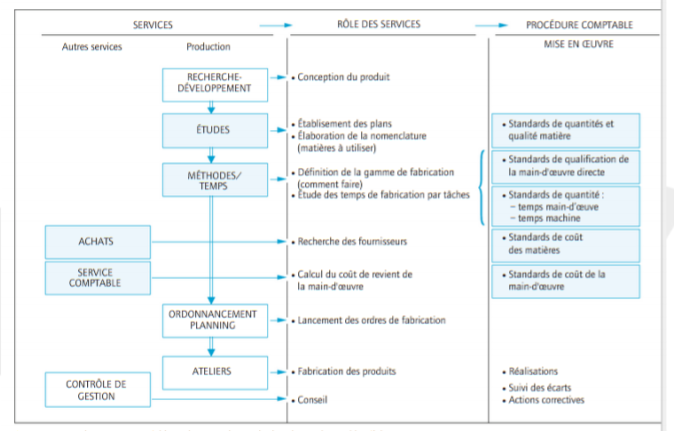 SERVICES
RÔLE DES SERVICES
PROCÉDURE COMPTABLE
Autres services
Production
MISE EN ŒUVRE
RECHERCHE-
DÉVELOPPEMENT
• Conception du produit
ÉTUDES
• Établisement des plans
• Élaboration de la nomenclature
(matières à utiliser)
• Standards de quantités et
qualité matière
MÉTHODES/
TEMPS
• Définition de la gamme de fabrication
(comment faire)
• Étude des temps de fabrication par tâches
• Standards de qualification de
la main-d'œuvre directe
• Standards de quantité :
– temps main-d'œuve
– temps machine
ACHATS
• Recherche des fournisseurs
• Standards de coût
des matières
SERVICE
COMPTABLE
• Calcul du coût de revient de
la main-d'œuvre
• Standards de coût de la
main-d'œuvre
ORDONNANCEMENT
PLANNING
• Lancement des ordres de fabrication
ATELIERS
• Fabrication des produits
• Réalisations
CONTRÔLE DE
GESTION
• Conseil
• Suivi des écarts
• Actions correctives